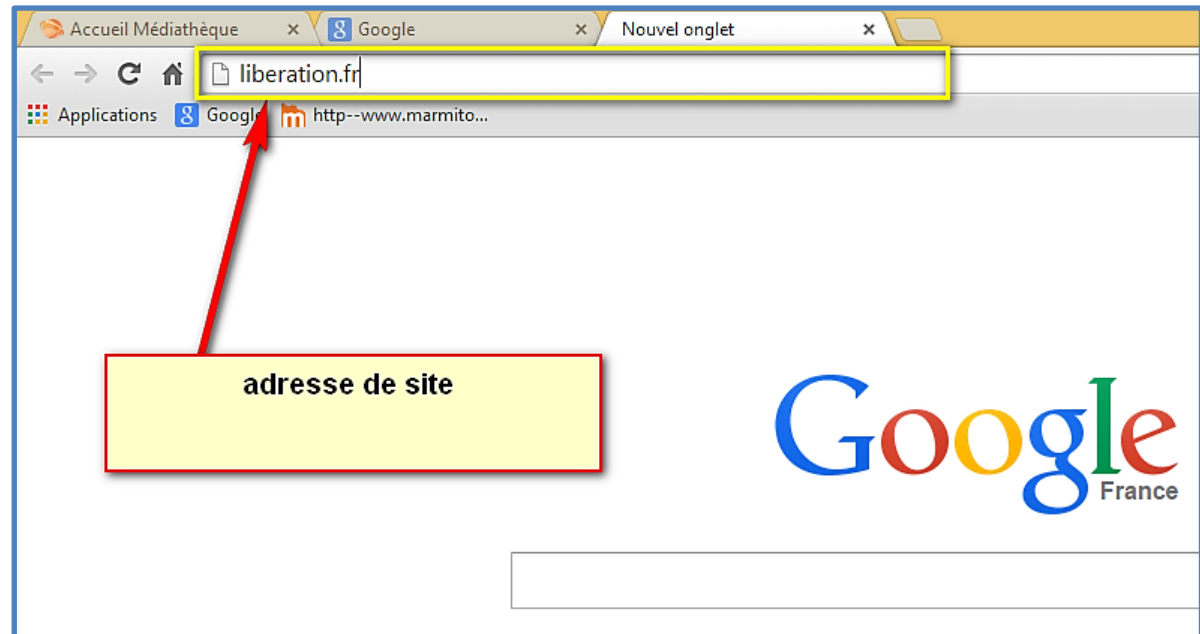 Accueil Médiathèque Google Nouvel onglet
liberation.fr
Applications Google http--www.marmito...
adresse de site
Google
France